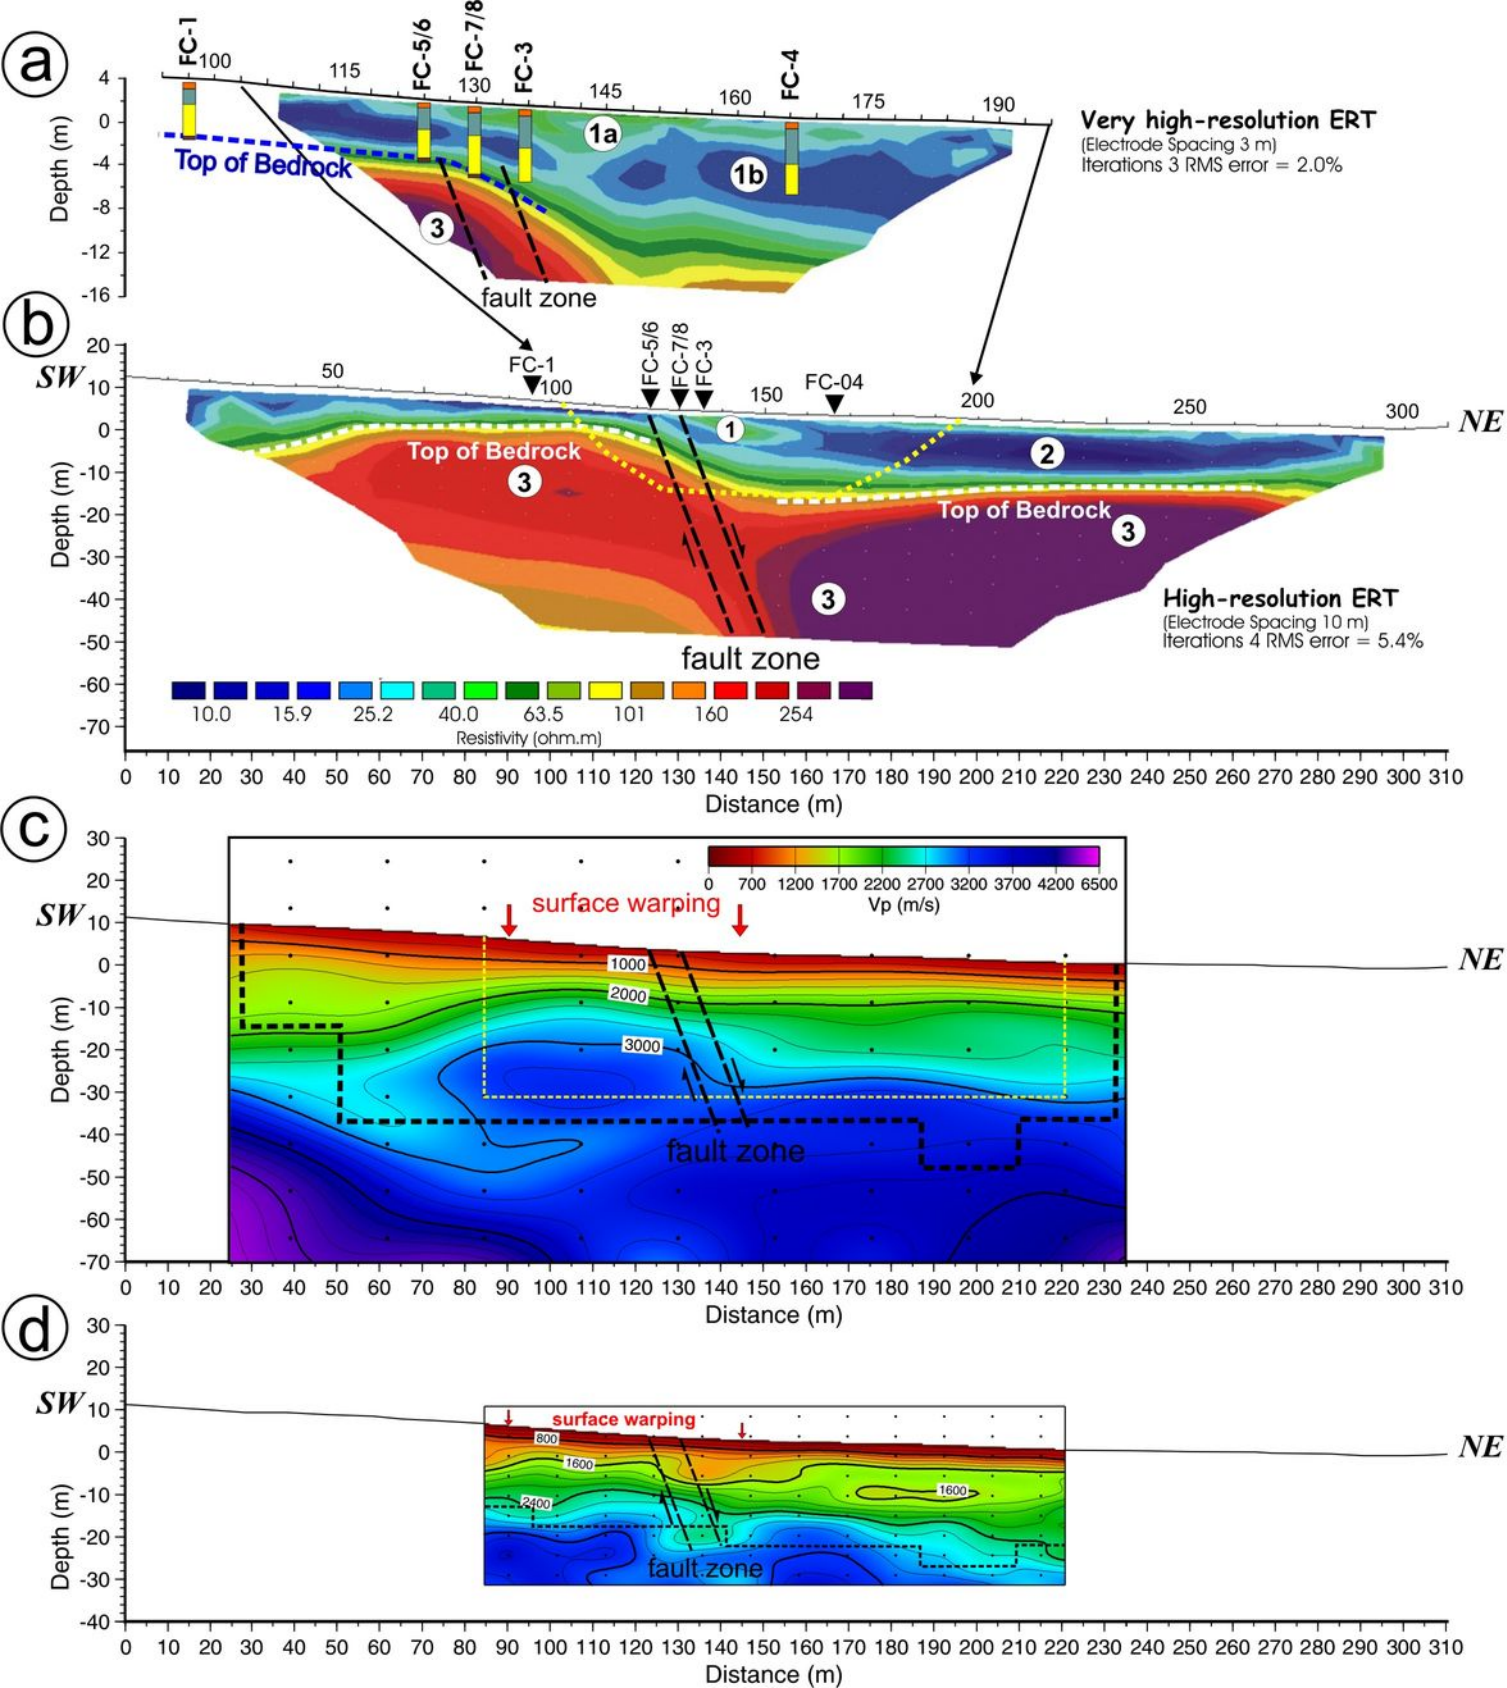 a
FC-1
FC-5/6
FC-7/8
FC-3
FC-4
100 115 130 145 160 175 190
4
0
-4
-8
-12
-16
Depth (m)
Top of Bedrock
1a
1b
3
fault zone
Very high-resolution ERT
(Electrode Spacing 3 m)
Iterations 3 RMS error = 2.0%
b
SW
NE
20
10
0
-10
-20
-30
-40
-50
-60
-70
Depth (m)
50 100 150 200 250 300
FC-1
FC-5/6
FC-7/8
FC-3
FC-04
1
2
Top of Bedrock
3
Top of Bedrock
3
3
fault zone
High-resolution ERT
(Electrode Spacing 10 m)
Iterations 4 RMS error = 5.4%
10.0 15.9 25.2 40.0 63.5 101 160 254
Resistivity (ohm.m)
0 10 20 30 40 50 60 70 80 90 100 110 120 130 140 150 160 170 180 190 200 210 220 230 240 250 260 270 280 290 300 310
Distance (m)
c
SW
NE
30
20
10
0
-10
-20
-30
-40
-50
-60
-70
Depth (m)
0 700 1200 1700 2200 2700 3200 3700 4200 6500
Vp (m/s)
surface warping
1000
2000
3000
fault zone
0 10 20 30 40 50 60 70 80 90 100 110 120 130 140 150 160 170 180 190 200 210 220 230 240 250 260 270 280 290 300 310
Distance (m)
d
SW
NE
30
20
10
0
-10
-20
-30
-40
Depth (m)
surface warping
800
1600
1600
2400
fault zone
0 10 20 30 40 50 60 70 80 90 100 110 120 130 140 150 160 170 180 190 200 210 220 230 240 250 260 270 280 290 300 310
Distance (m)